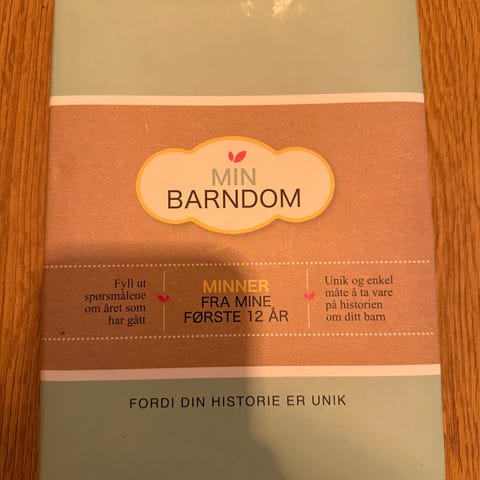 MIN
BARNDOM
Fyll ut
spørsmålene
om året som
har gått
MINNER
FRA MINE
FØRSTE 12 ÅR
Unik og enkel
måte å ta vare
på historien
om ditt barn
FORDI DIN HISTORIE ER UNIK